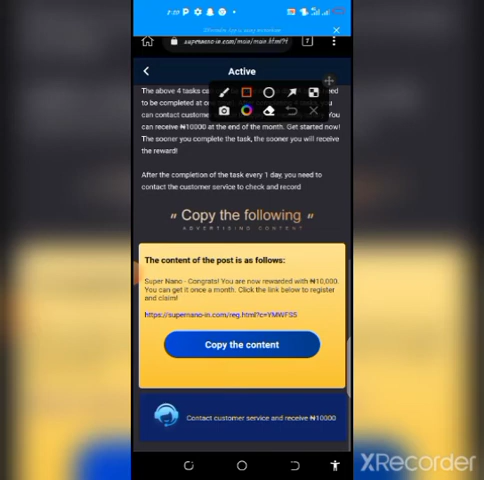 supernano-in.com/main/main.html?t
7
Active
The above 4 tasks
need
to be completed at
you
can contact custome
You
can receive ₦10000 at the end of the month. Get started now!
The sooner you complete the task, the sooner you will receive
the reward!
After the completion of the task every 1 day, you need to
contact the customer service to check and record
〃 Copy the following 〃
ADVERTISING CONTENT
The content of the post is as follows:
Super Nano - Congrats! You are now rewarded with ₦10,000.
You can get it once a month. Click the link below to register
and claim!
https://supernano-in.com/reg.html?c=YMWFSS
Copy the content
Contact customer service and receive ₦10000
XRecorder